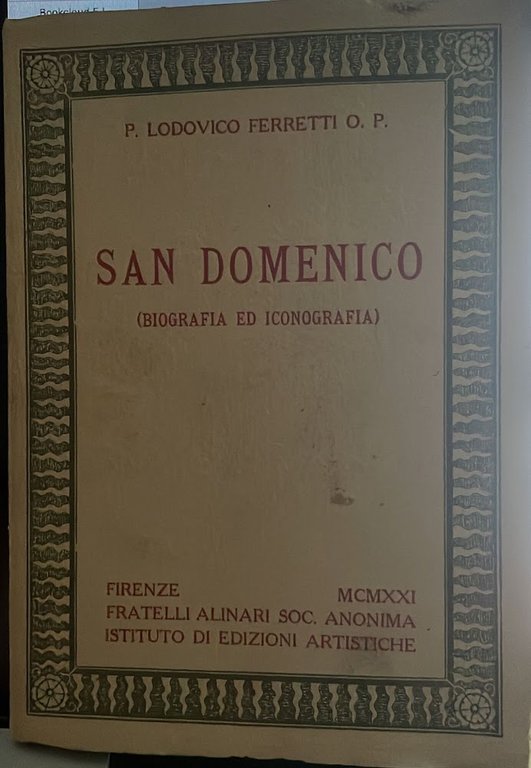 P. LODOVICO FERRETTI O. P.
SAN DOMENICO
(BIOGRAFIA ED ICONOGRAFIA)
FIRENZE MCMXXI
FRATELLI ALINARI SOC. ANONIMA
ISTITUTO DI EDIZIONI ARTISTICHE